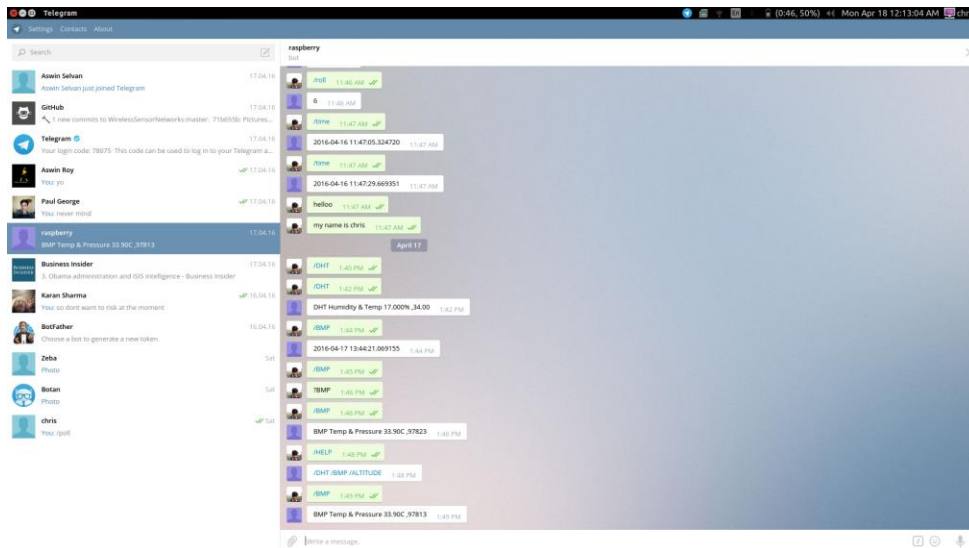 Telegram
En
(0:46, 50%) Mon Apr 18 12:13:04 AM chr
Settings Contacts About
Search
Aswin Selvan 17.04.16
Aswin Selvan just joined Telegram
GitHub 17.04.16
1 new commits to WirelessSensorNetworks:master: 71b655b: Pictures...
Telegram 17.04.16
Your login code: 78075 This code can be used to log in to your Telegram a...
Aswin Roy 17.04.16
You: yo
Paul George 17.04.16
You: never mind
raspberry 17.04.16
BMP Temp & Pressure 33.90C ,97813
Business Insider 17.04.16
3. Obama administration and ISIS intelligence - Business Insider
Karan Sharma 16.04.16
You: so dont want to risk at the moment
BotFather 16.04.16
Choose a bot to generate a new token.
Zeba Sat
Photo
Botan Sat
Photo
chris Sat
You: /poll
raspberry
/roll 11:46 AM
6 11:46 AM
/time 11:47 AM
2016-04-16 11:47:05.324720 11:47 AM
/time 11:47 AM
2016-04-16 11:47:29.669351 11:47 AM
helloo 11:47 AM
my name is chris 11:47 AM
April 17
/DHT 1:40 PM
/DHT 1:42 PM
DHT Humidity & Temp 17.000% ,34.00 1:42 PM
/BMP 1:44 PM
2016-04-17 13:44:21.069155 1:44 PM
/BMP 1:45 PM
?BMP 1:46 PM
/BMP 1:46 PM
BMP Temp & Pressure 33.90C ,97823 1:46 PM
/HELP 1:48 PM
/DHT /BMP /ALTITUDE 1:48 PM
/BMP 1:49 PM
BMP Temp & Pressure 33.90C ,97813 1:49 PM
Write a message..